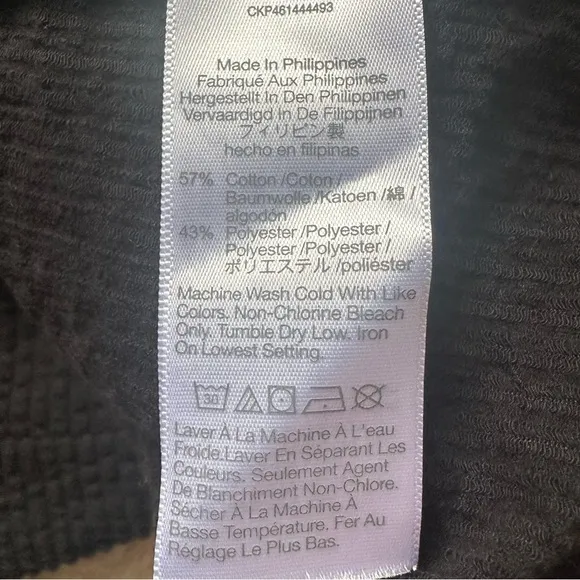 CKP461444493
Made In Philippines
Fabriqué Aux Philippines
Hergestellt In Den Philippinen
Vervaardigd In De Filippijnen
フィリピン製
hecho en filipinas
57% Cotton /Coton /
Baumwolle /Katoen /綿 /
algodón
43% Polyester /Polyester /
Polyester /Polyester /
ポリエステル /poliéster
Machine Wash Cold With Like
Colors. Non-Chlorine Bleach
Only. Tumble Dry Low. Iron
On Lowest Setting.
30
Laver À La Machine À L'eau
Froide Laver En Séparant Les
Couleurs. Seulement Agent
De Blanchiment Non-Chlore.
Sécher À La Machine À
Basse Température. Fer Au
Réglage Le Plus Bas.